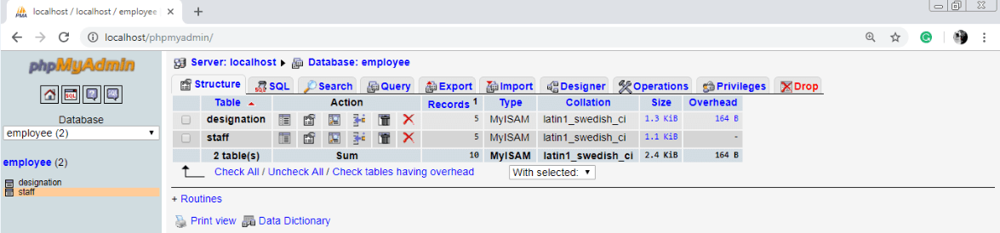 localhost / localhost / employee
localhost/phpmyadmin/
phpMyAdmin
Database
employee (2)
employee (2)
designation
staff
Server: localhost Database: employee
Structure SQL Search Query Export Import Designer Operations Privileges Drop
Table Action Records 1 Type Collation Size Overhead
designation 5 MyISAM latin1_swedish_ci 1.3 KiB 164 B
staff 5 MyISAM latin1_swedish_ci 1.1 KiB -
2 table(s) Sum 10 MyISAM latin1_swedish_ci 2.4 KiB 164 B
Check All / Uncheck All / Check tables having overhead With selected:
+ Routines
Print view Data Dictionary